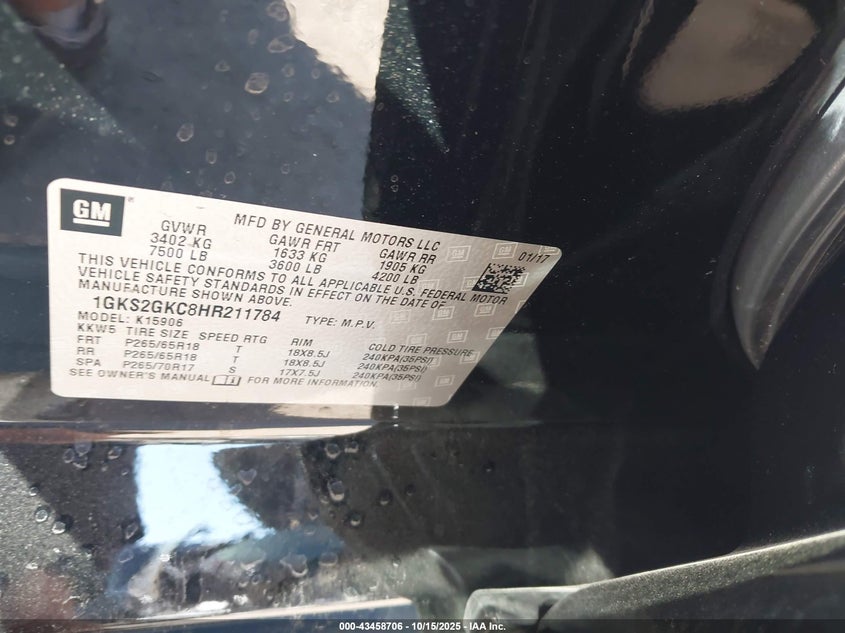 GM
MFD BY GENERAL MOTORS LLC
01/17
GVWR GAWR FRT GAWR RR
3402 KG 1633 KG 1905 KG
7500 LB 3600 LB 4200 LB
THIS VEHICLE CONFORMS TO ALL APPLICABLE U.S. FEDERAL MOTOR
VEHICLE SAFETY STANDARDS IN EFFECT ON THE DATE OF
MANUFACTURE SHOWN ABOVE.
1GKS2GKC8HR211784 TYPE: M.P.V.
MODEL: K15906
KKW5 TIRE SIZE SPEED RTG RIM COLD TIRE PRESSURE
FRT P265/65R18 T 18X8.5J 240KPA(35PSI)
RR P265/65R18 T 18X8.5J 240KPA(35PSI)
SPA P265/70R17 S 17X7.5J 240KPA(35PSI)
SEE OWNER'S MANUAL FOR MORE INFORMATION.
000-43458706 - 10/15/2025 - IAA Inc.